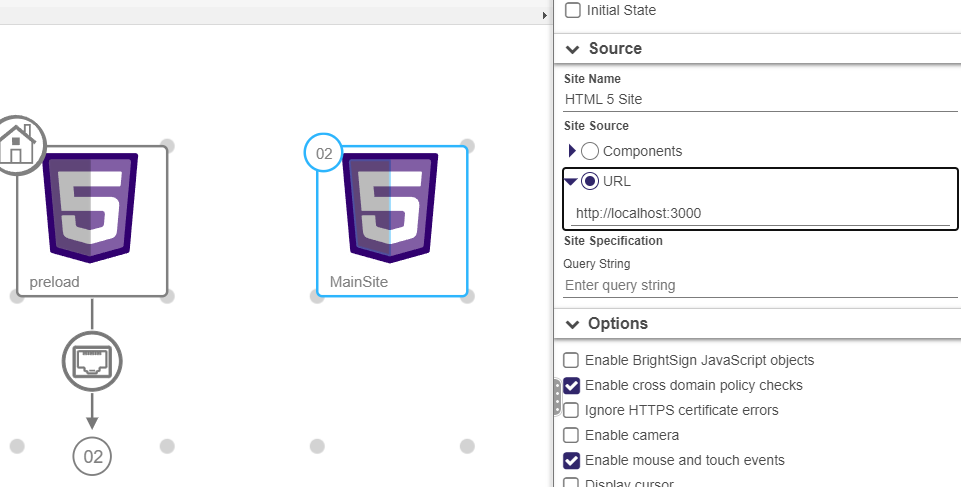 Initial State
Source
Site Name
HTML 5 Site
Site Source
Components
URL
http://localhost:3000
Site Specification
Query String
Enter query string
Options
Enable BrightSign JavaScript objects
Enable cross domain policy checks
Ignore HTTPS certificate errors
Enable camera
Enable mouse and touch events
Display cursor
5
preload
02
02
5
MainSite